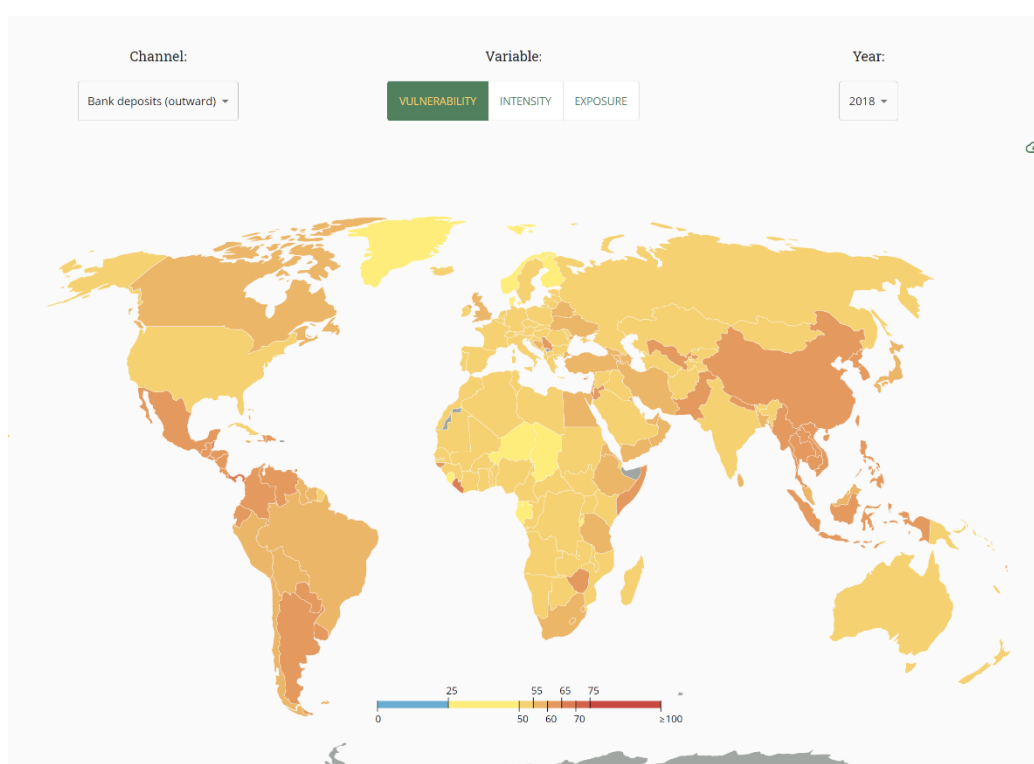 Channel: Variable: Year:
Bank deposits (outward) VULNERABILITY INTENSITY EXPOSURE 2018
25 55 65 75
0 50 60 70 ≥100